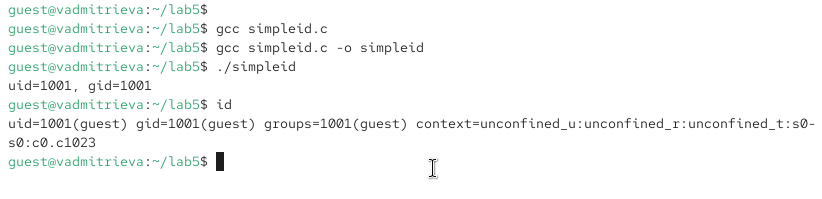 guest@vadmitrieva:~/lab5$
guest@vadmitrieva:~/lab5$ gcc simpleid.c
guest@vadmitrieva:~/lab5$ gcc simpleid.c -o simpleid
guest@vadmitrieva:~/lab5$ ./simpleid
uid=1001, gid=1001
guest@vadmitrieva:~/lab5$ id
uid=1001(guest) gid=1001(guest) groups=1001(guest) context=unconfined_u:unconfined_r:unconfined_t:s0-
s0:c0.c1023
guest@vadmitrieva:~/lab5$